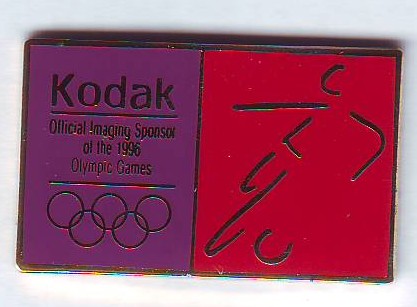 Kodak
Official Imaging Sponsor
of the 1996
Olympic Games